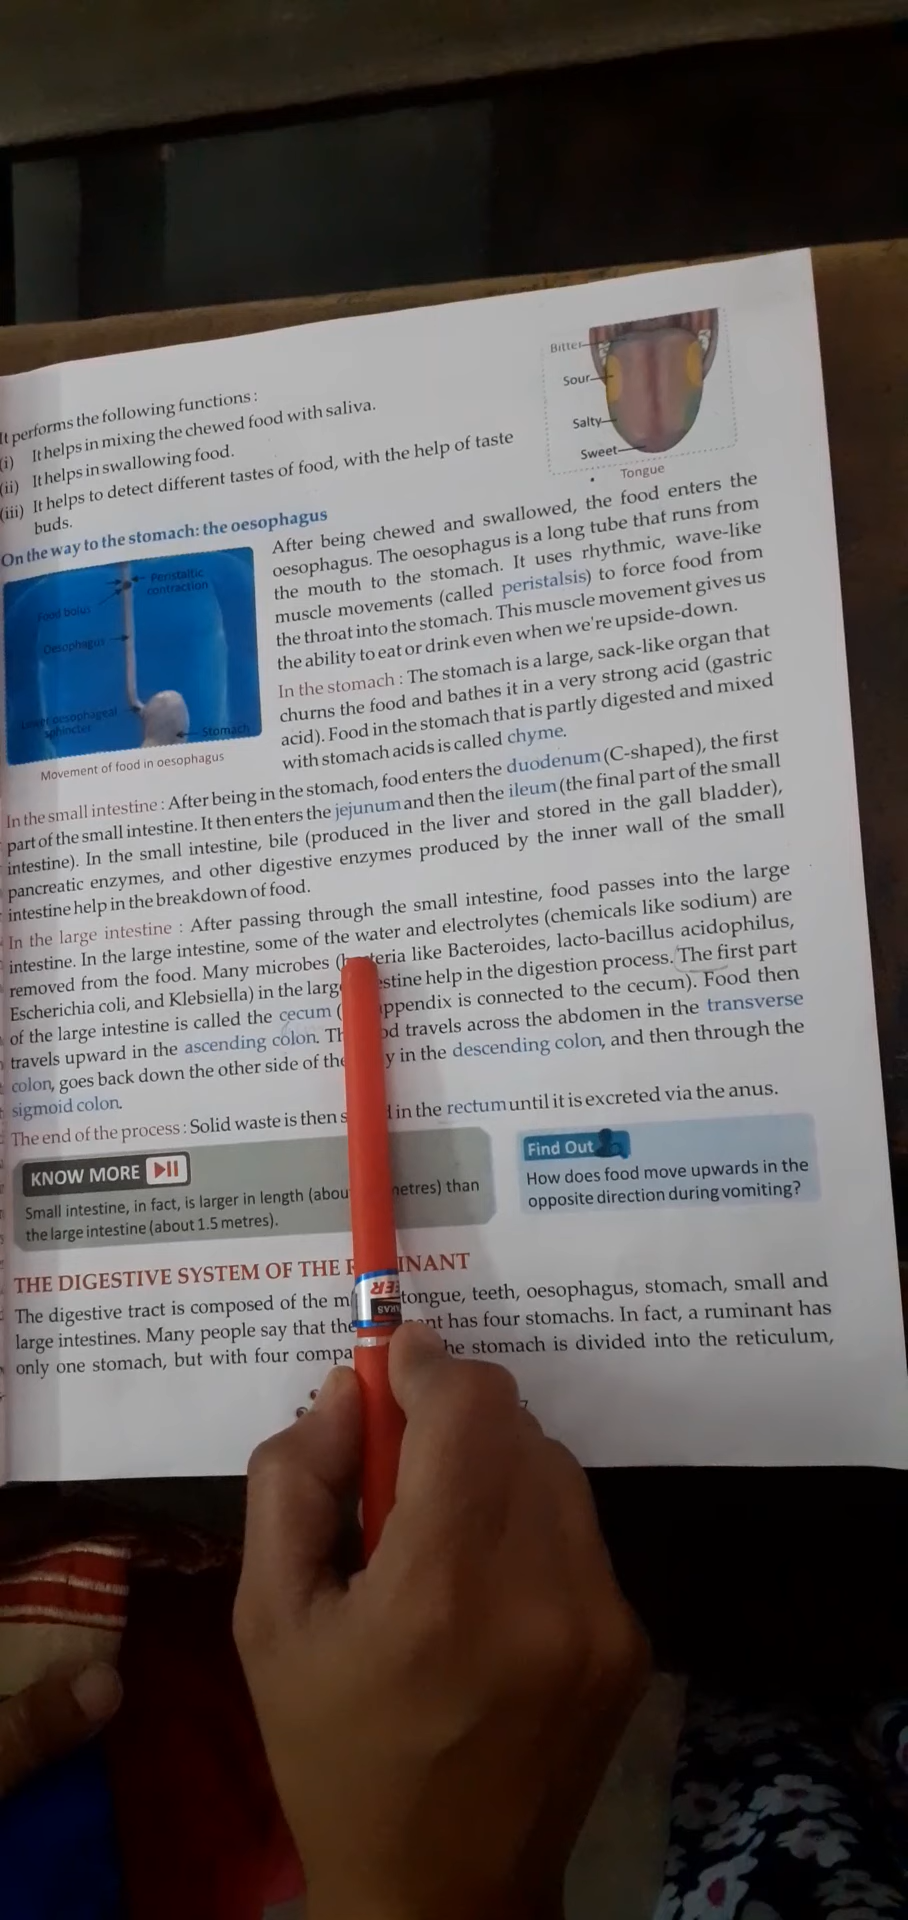 It performs the following functions :
(i) It helps in mixing the chewed food with saliva.
(ii) It helps in swallowing food.
(iii) It helps to detect different tastes of food, with the help of taste
buds.
Bitter
Sour
Salty
Sweet
Tongue
On the way to the stomach: the oesophagus
Peristaltic
contraction
Food bolus
Oesophagus
Lower oesophageal
sphincter
Stomach
Movement of food in oesophagus
After being chewed and swallowed, the food enters the
oesophagus. The oesophagus is a long tube that runs from
the mouth to the stomach. It uses rhythmic, wave-like
muscle movements (called peristalsis) to force food from
the throat into the stomach. This muscle movement gives us
the ability to eat or drink even when we're upside-down.
In the stomach : The stomach is a large, sack-like organ that
churns the food and bathes it in a very strong acid (gastric
acid). Food in the stomach that is partly digested and mixed
with stomach acids is called chyme.
In the small intestine : After being in the stomach, food enters the duodenum (C-shaped), the first
part of the small intestine. It then enters the jejunum and then the ileum (the final part of the small
intestine). In the small intestine, bile (produced in the liver and stored in the gall bladder),
pancreatic enzymes, and other digestive enzymes produced by the inner wall of the small
intestine help in the breakdown of food.
In the large intestine : After passing through the small intestine, food passes into the large
intestine. In the large intestine, some of the water and electrolytes (chemicals like sodium) are
removed from the food. Many microbes ( like Bacteroides, lacto-bacillus acidophilus,
Escherichia coli, and Klebsiella) in the help in the digestion process. The first part
of the large intestine is called the cecum ( appendix is connected to the cecum). Food then
travels upward in the ascending colon. travels across the abdomen in the transverse
colon, goes back down the other side of the in the descending colon, and then through the
sigmoid colon.
The end of the process : Solid waste is then in the rectum until it is excreted via the anus.
KNOW MORE
Small intestine, in fact, is larger in length ( metres) than
the large intestine (about 1.5 metres).
Find Out
How does food move upwards in the
opposite direction during vomiting?
THE DIGESTIVE SYSTEM OF THE
The digestive tract is composed of the tongue, teeth, oesophagus, stomach, small and
large intestines. Many people say that the has four stomachs. In fact, a ruminant has
only one stomach, but with four stomach is divided into the reticulum,